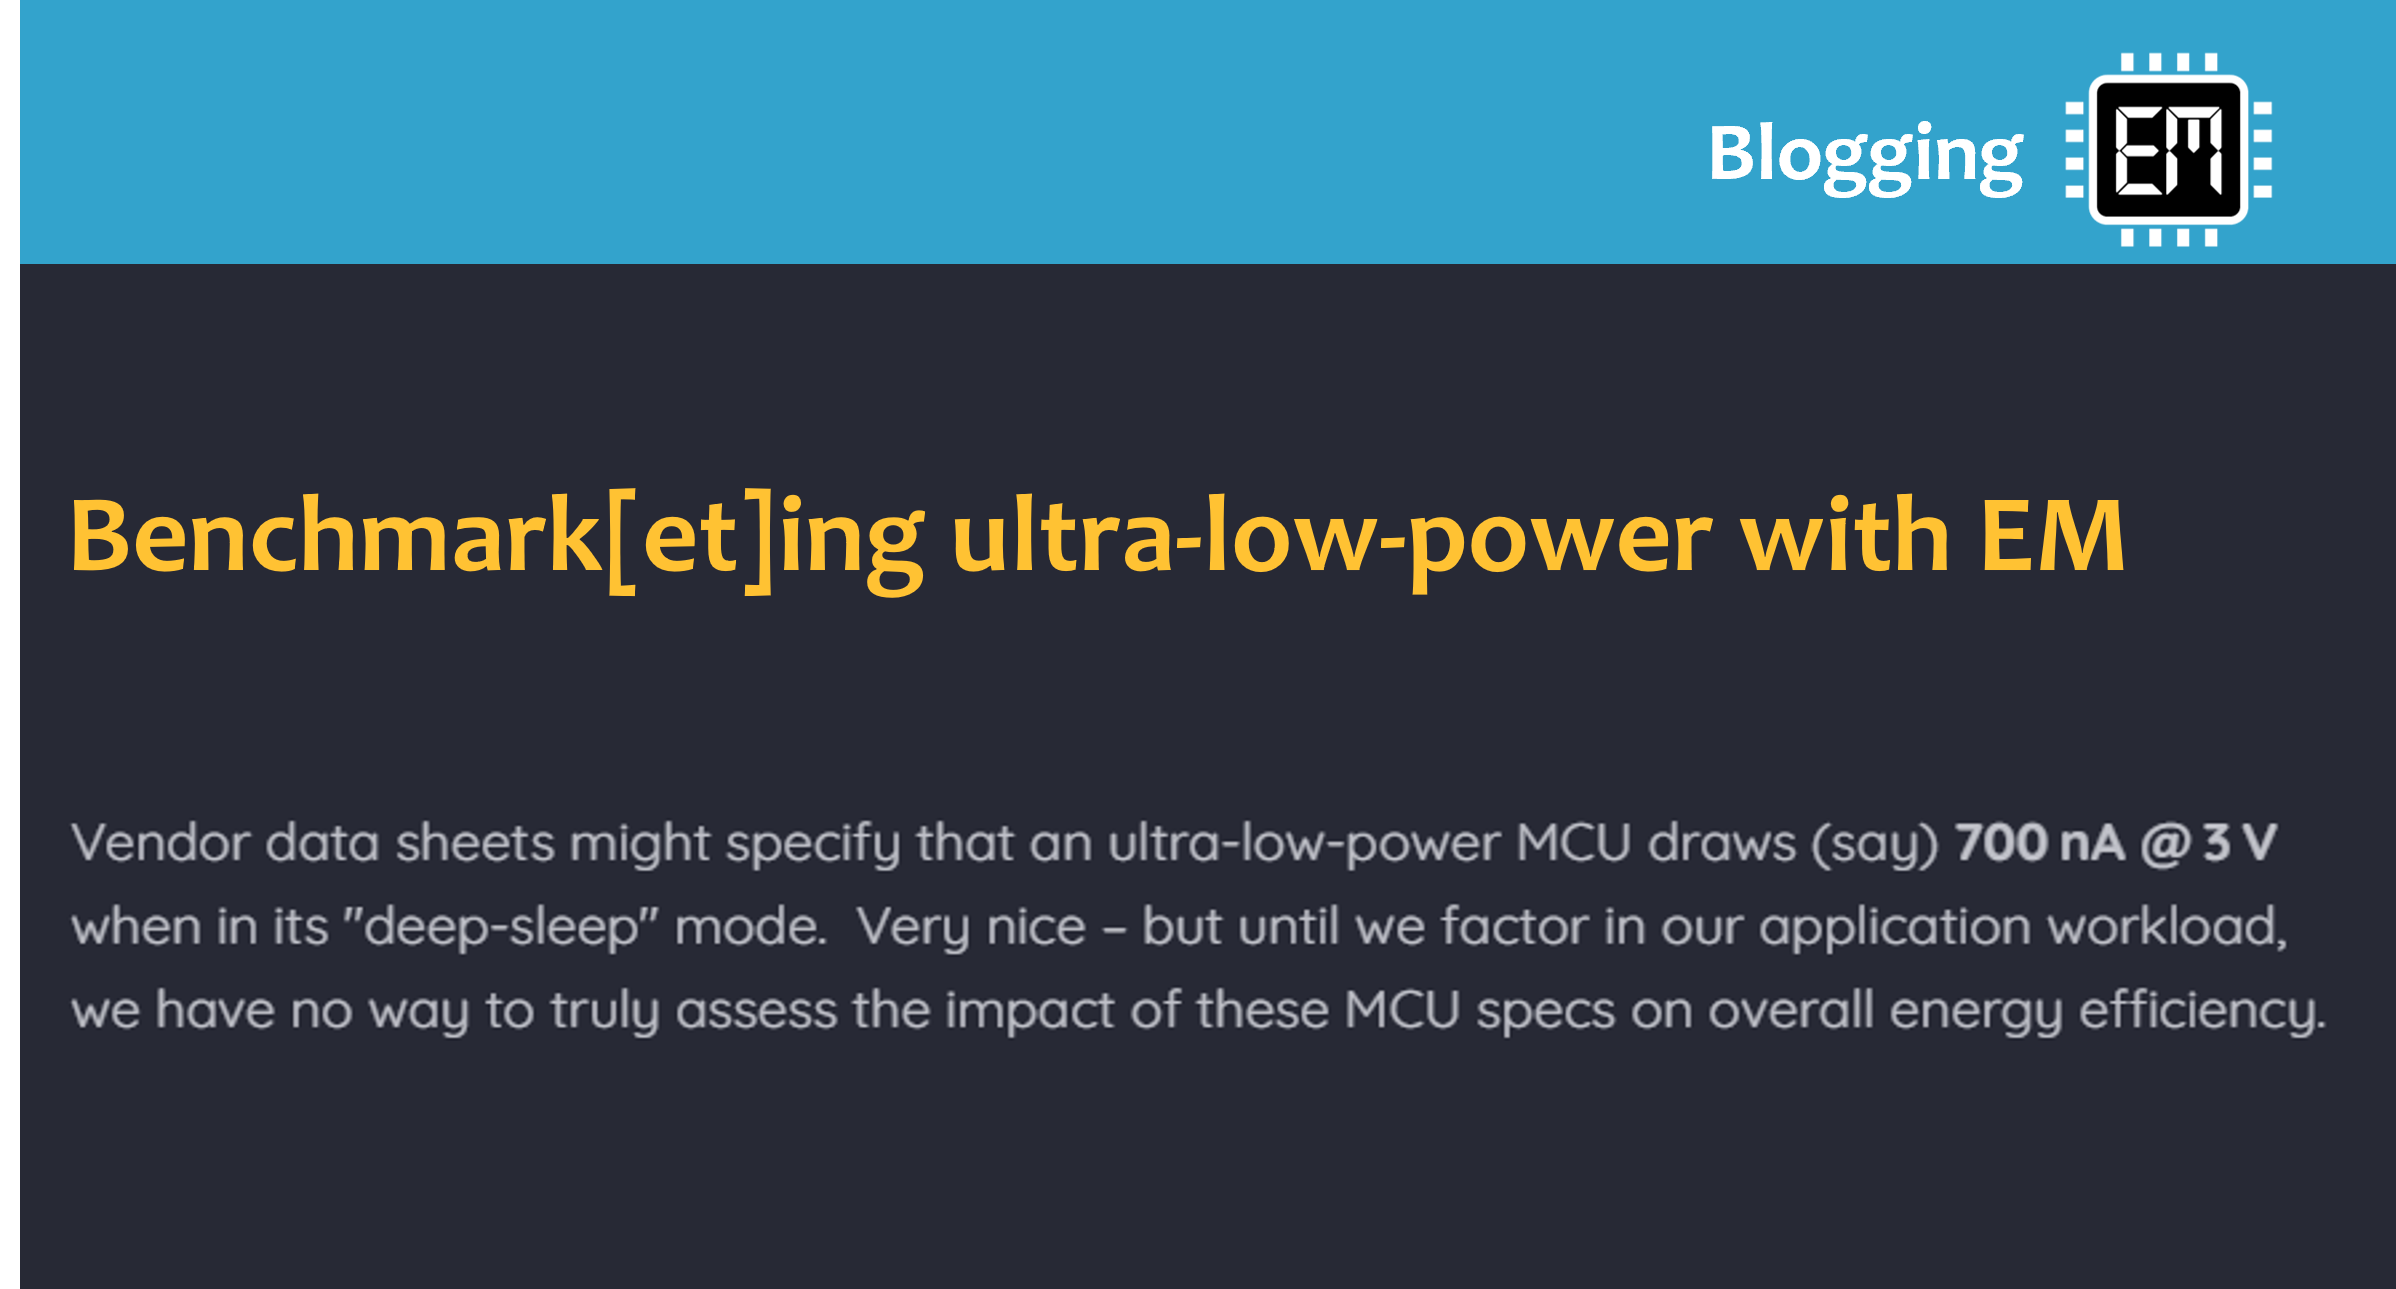 Blogging EM
Benchmark[et]ing ultra-low-power with EM
Vendor data sheets might specify that an ultra-low-power MCU draws (say) 700 nA @ 3 V
when in its "deep-sleep" mode.  Very nice – but until we factor in our application workload,
we have no way to truly assess the impact of these MCU specs on overall energy efficiency.